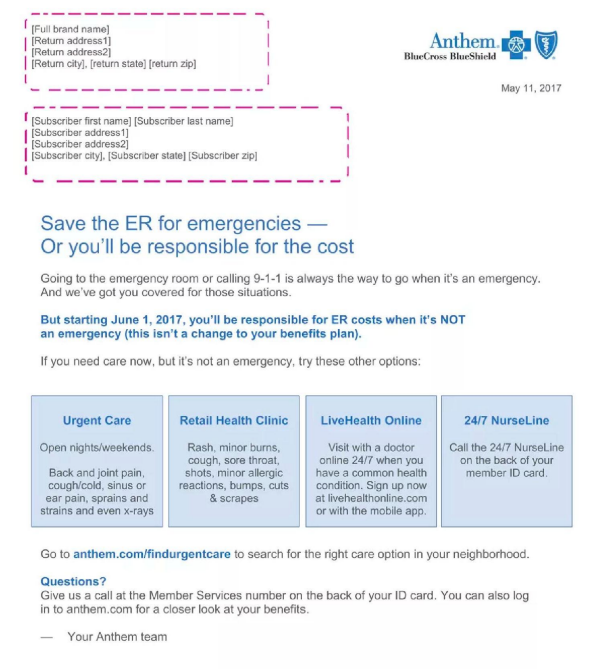 [Full brand name]
[Return address1]
[Return address2]
[Return city], [return state] [return zip]
Anthem.
BlueCross BlueShield
May 11, 2017
[Subscriber first name] [Subscriber last name]
[Subscriber address1]
[Subscriber address2]
[Subscriber city], [Subscriber state] [Subscriber zip]
Save the ER for emergencies —
Or you'll be responsible for the cost
Going to the emergency room or calling 9-1-1 is always the way to go when it's an emergency.
And we've got you covered for those situations.
But starting June 1, 2017, you'll be responsible for ER costs when it's NOT
an emergency (this isn't a change to your benefits plan).
If you need care now, but it's not an emergency, try these other options:
Urgent Care
Open nights/weekends.
Back and joint pain,
cough/cold, sinus or
ear pain, sprains and
strains and even x-rays
Retail Health Clinic
Rash, minor burns,
cough, sore throat,
shots, minor allergic
reactions, bumps, cuts
& scrapes
LiveHealth Online
Visit with a doctor
online 24/7 when you
have a common health
condition. Sign up now
at livehealthonline.com
or with the mobile app.
24/7 NurseLine
Call the 24/7 NurseLine
on the back of your
member ID card.
Go to anthem.com/findurgentcare to search for the right care option in your neighborhood.
Questions?
Give us a call at the Member Services number on the back of your ID card. You can also log
in to anthem.com for a closer look at your benefits.
— Your Anthem team